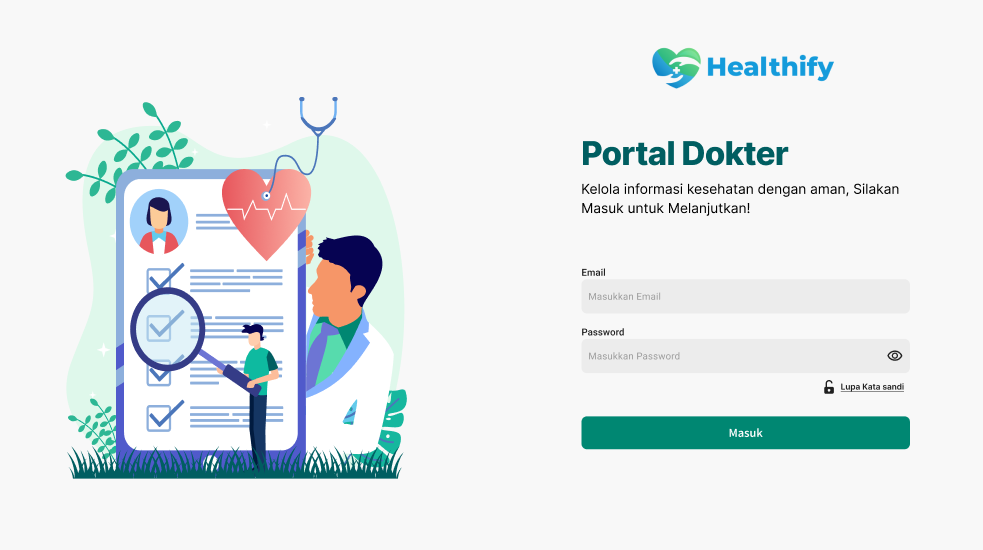 Healthify
Portal Dokter
Kelola informasi kesehatan dengan aman, Silakan
Masuk untuk Melanjutkan!
Email
Masukkan Email
Password
Masukkan Password
Lupa Kata sandi
Masuk